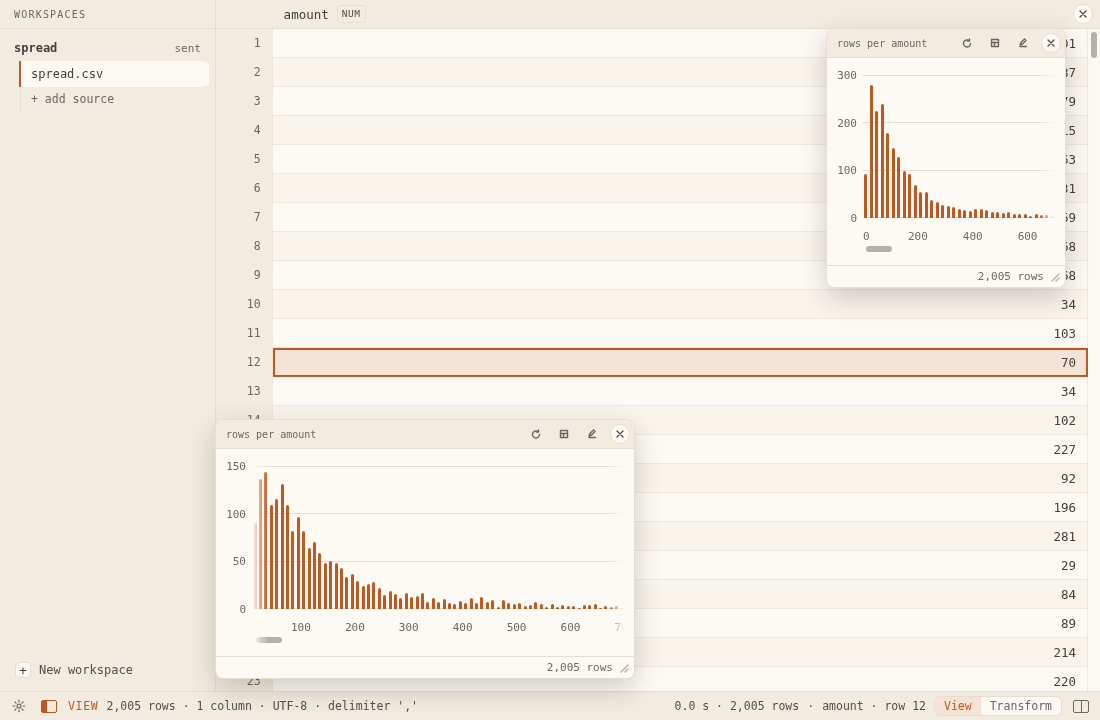 WORKSPACES
amount NUM
spread sent
spread.csv
+ add source
1
2
3
4
5
6
7
8
9
10 34
11 103
12 70
13 34
102
227
92
196
281
29
84
89
214
23 220
rows per amount
300
200
100
0
0 200 400 600
2,005 rows
rows per amount
150
100
50
0
100 200 300 400 500 600
2,005 rows
+ New workspace
VIEW 2,005 rows · 1 column · UTF-8 · delimiter ','
0.0 s · 2,005 rows · amount · row 12 View Transform